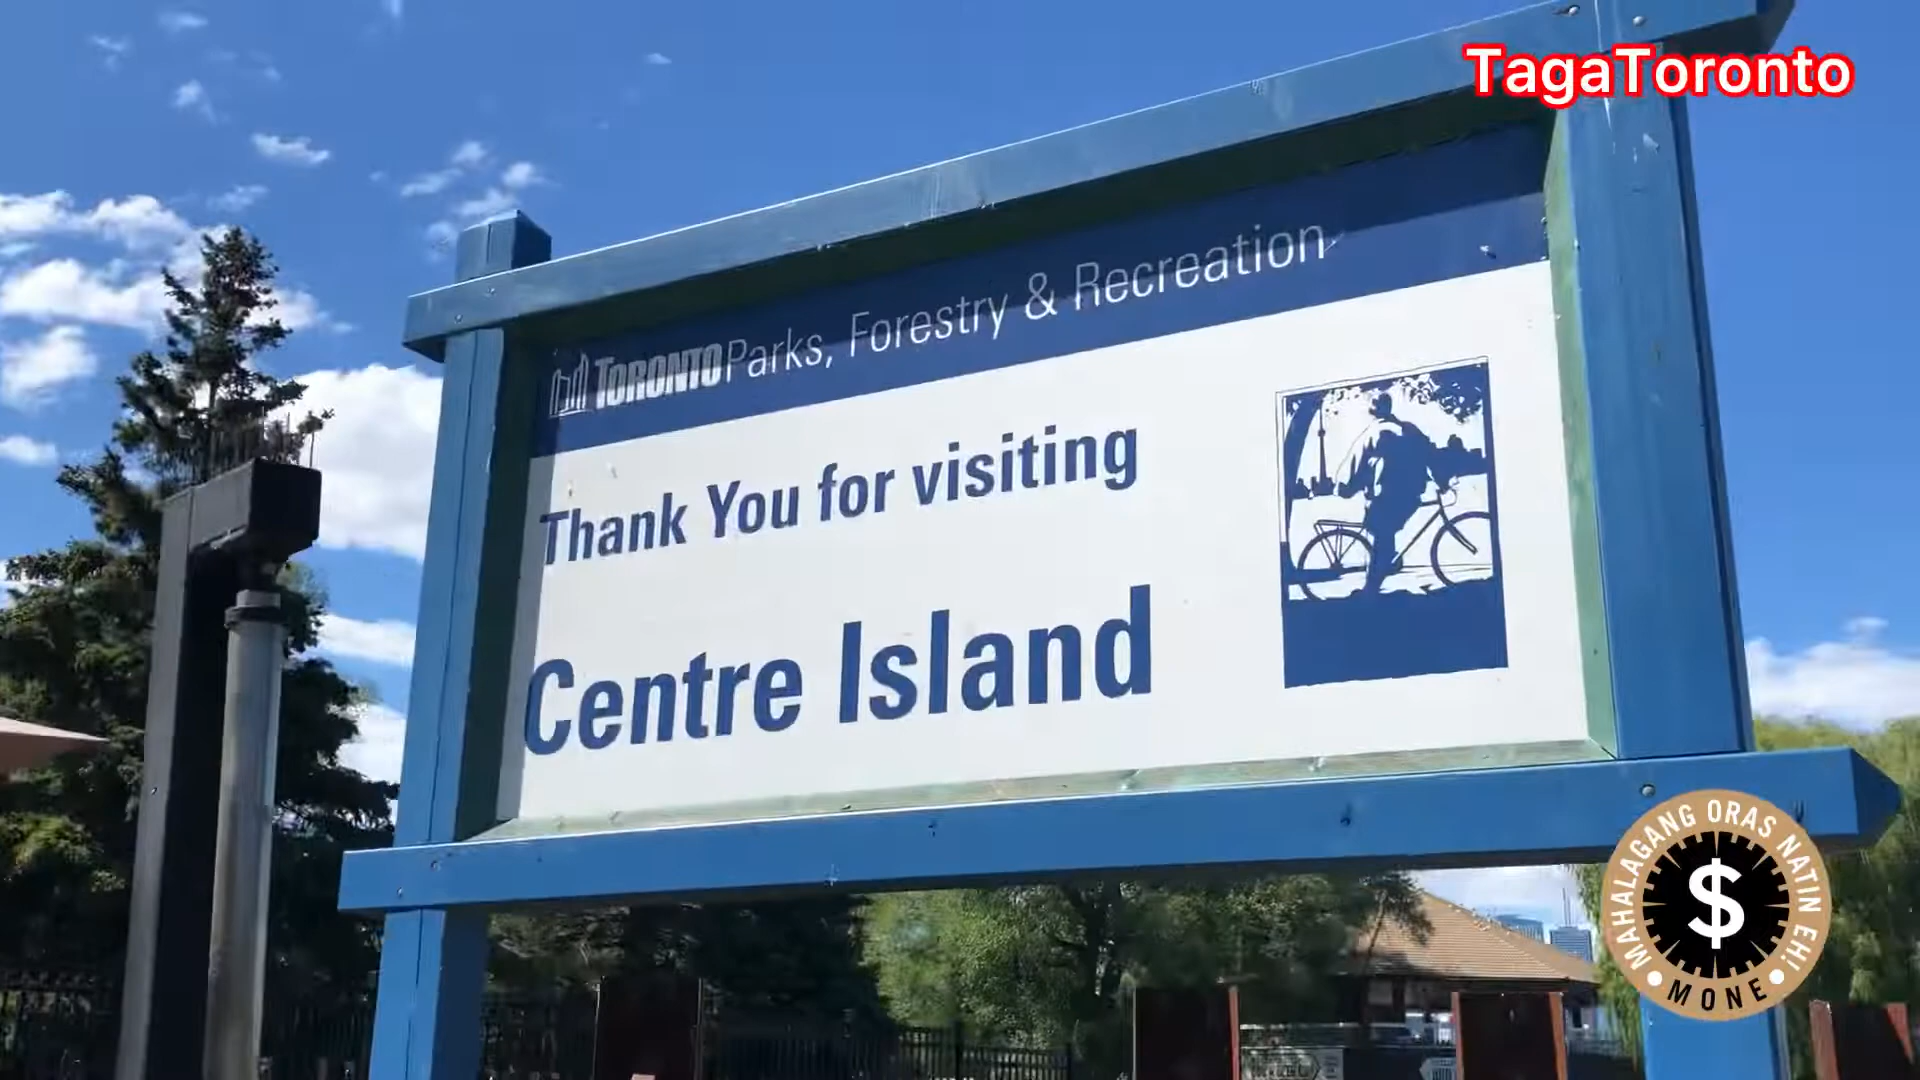 TagaToronto
TORONTO Parks, Forestry & Recreation
Thank You for visiting
Centre Island
MAHALAGANG ORAS NATIN EH!
$
MONE